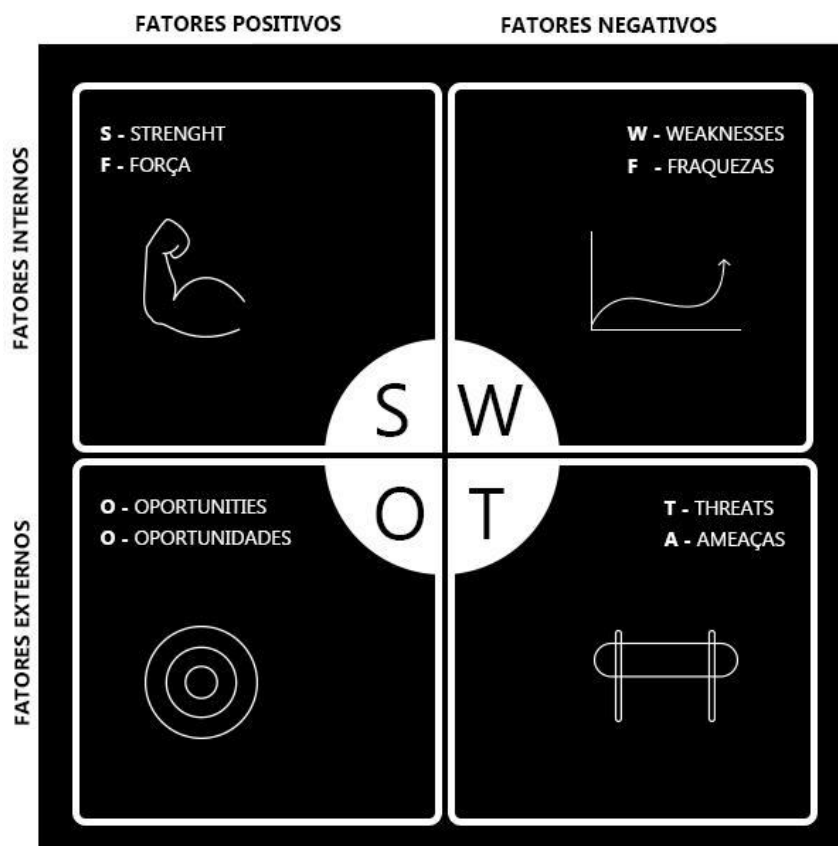 FATORES POSITIVOS
FATORES NEGATIVOS
FATORES INTERNOS
S - STRENGHT
F - FORÇA
W - WEAKNESSES
F - FRAQUEZAS
S
W
FATORES EXTERNOS
O - OPORTUNITIES
O - OPORTUNIDADES
O
T
T - THREATS
A - AMEAÇAS